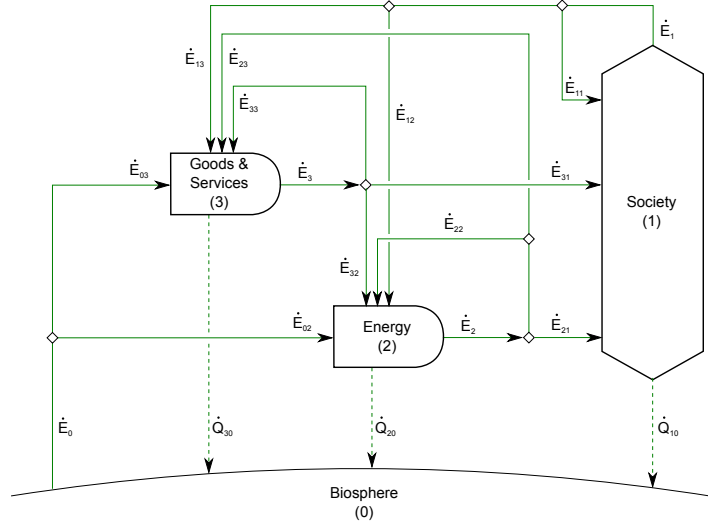 Ė₁
Ė₁₃
Ė₂₃
Ė₁₁
Ė₃₃
Ė₁₂
Goods &
Services
(3)
Ė₀₃
Ė₃
Ė₃₁
Society
(1)
Ė₂₂
Ė₃₂
Ė₀₂
Energy
(2)
Ė₂
Ė₂₁
Ė₀
Q̇₃₀
Q̇₂₀
Q̇₁₀
Biosphere
(0)